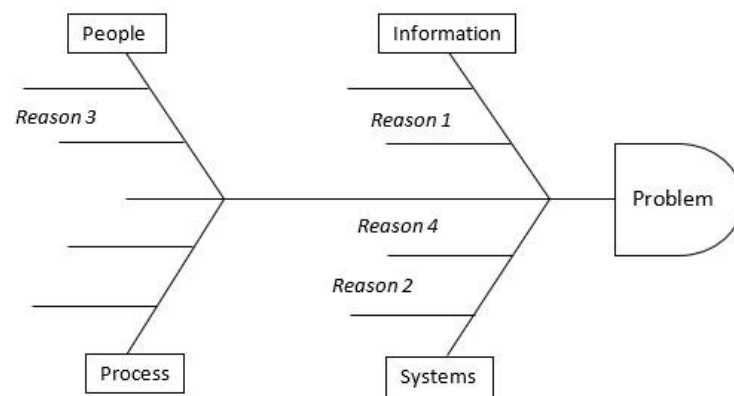 People
Information
Reason 3
Reason 1
Problem
Reason 4
Reason 2
Process
Systems